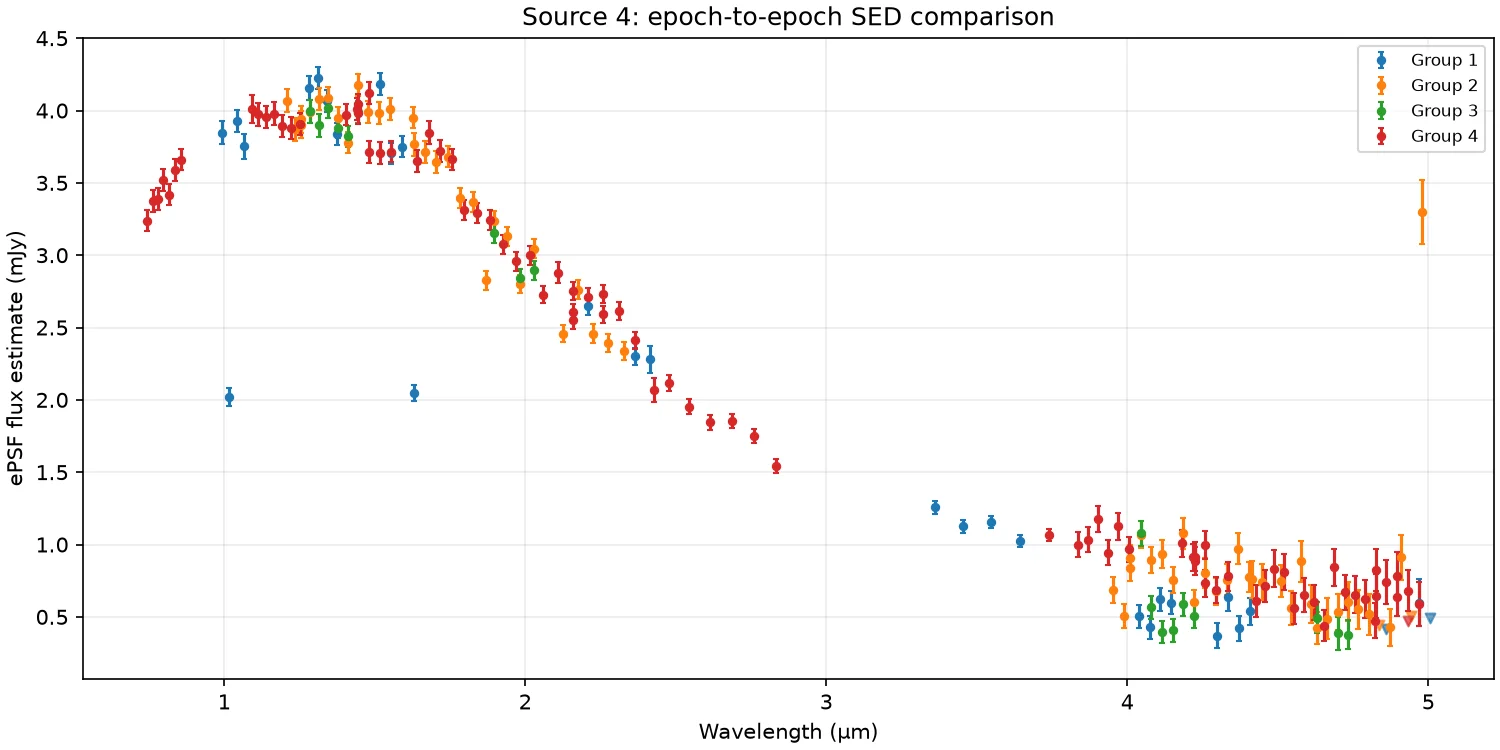 Source 4: epoch-to-epoch SED comparison
ePSF flux estimate (mJy)
4.5
4.0
3.5
3.0
2.5
2.0
1.5
1.0
0.5
Group 1
Group 2
Group 3
Group 4
1 2 3 4 5
Wavelength (μm)